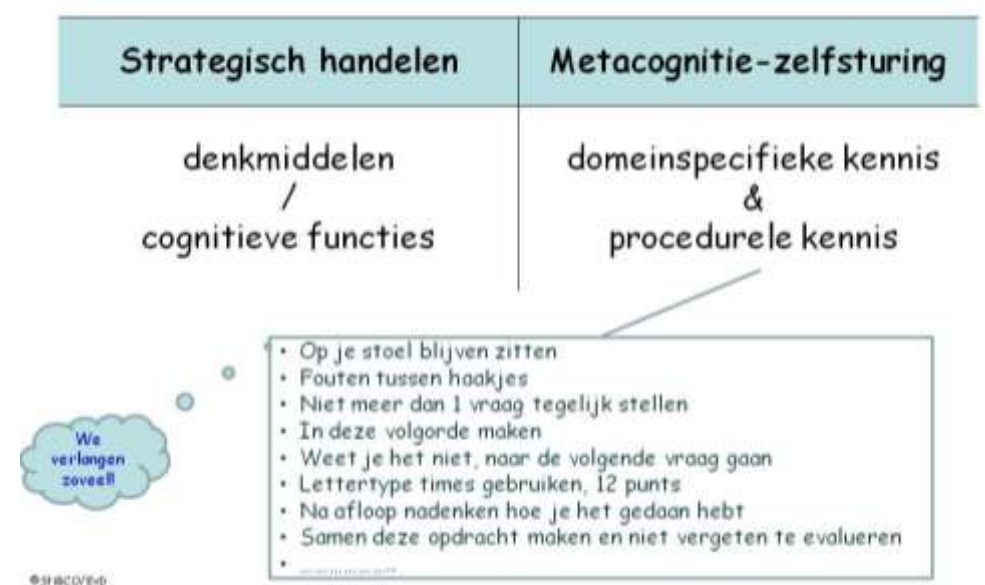 Strategisch handelen
Metacognitie-zelfsturing
denkmiddelen
/
cognitieve functies
domeinspecifieke kennis
&
procedurele kennis
• Op je stoel blijven zitten
• Fouten tussen haakjes
• Niet meer dan 1 vraag tegelijk stellen
• In deze volgorde maken
• Weet je het niet, naar de volgende vraag gaan
• Lettertype times gebruiken, 12 punts
• Na afloop nadenken hoe je het gedaan hebt
• Samen deze opdracht maken en niet vergeten te evalueren
• ..............
We
verlangen
zoveel!